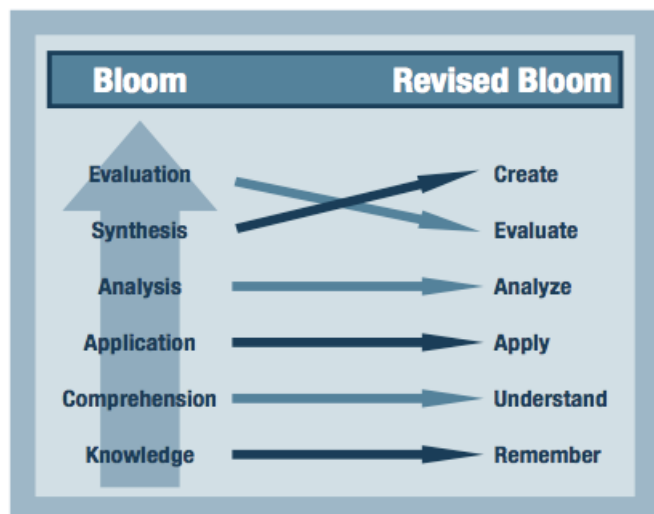 Bloom Revised Bloom
Evaluation Create
Synthesis Evaluate
Analysis Analyze
Application Apply
Comprehension Understand
Knowledge Remember